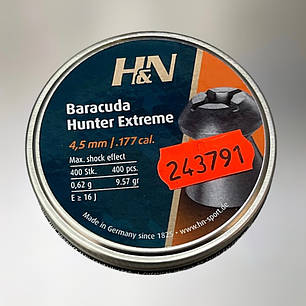 H&N
Baracuda
Hunter Extreme
4,5 mm | .177 cal.
Max. shock effect
400 Stk. 400 pcs.
0,62 g 9.57 gr
E ≥ 16 J
243791
Made in Germany since 1825 • www.hn-sport.de